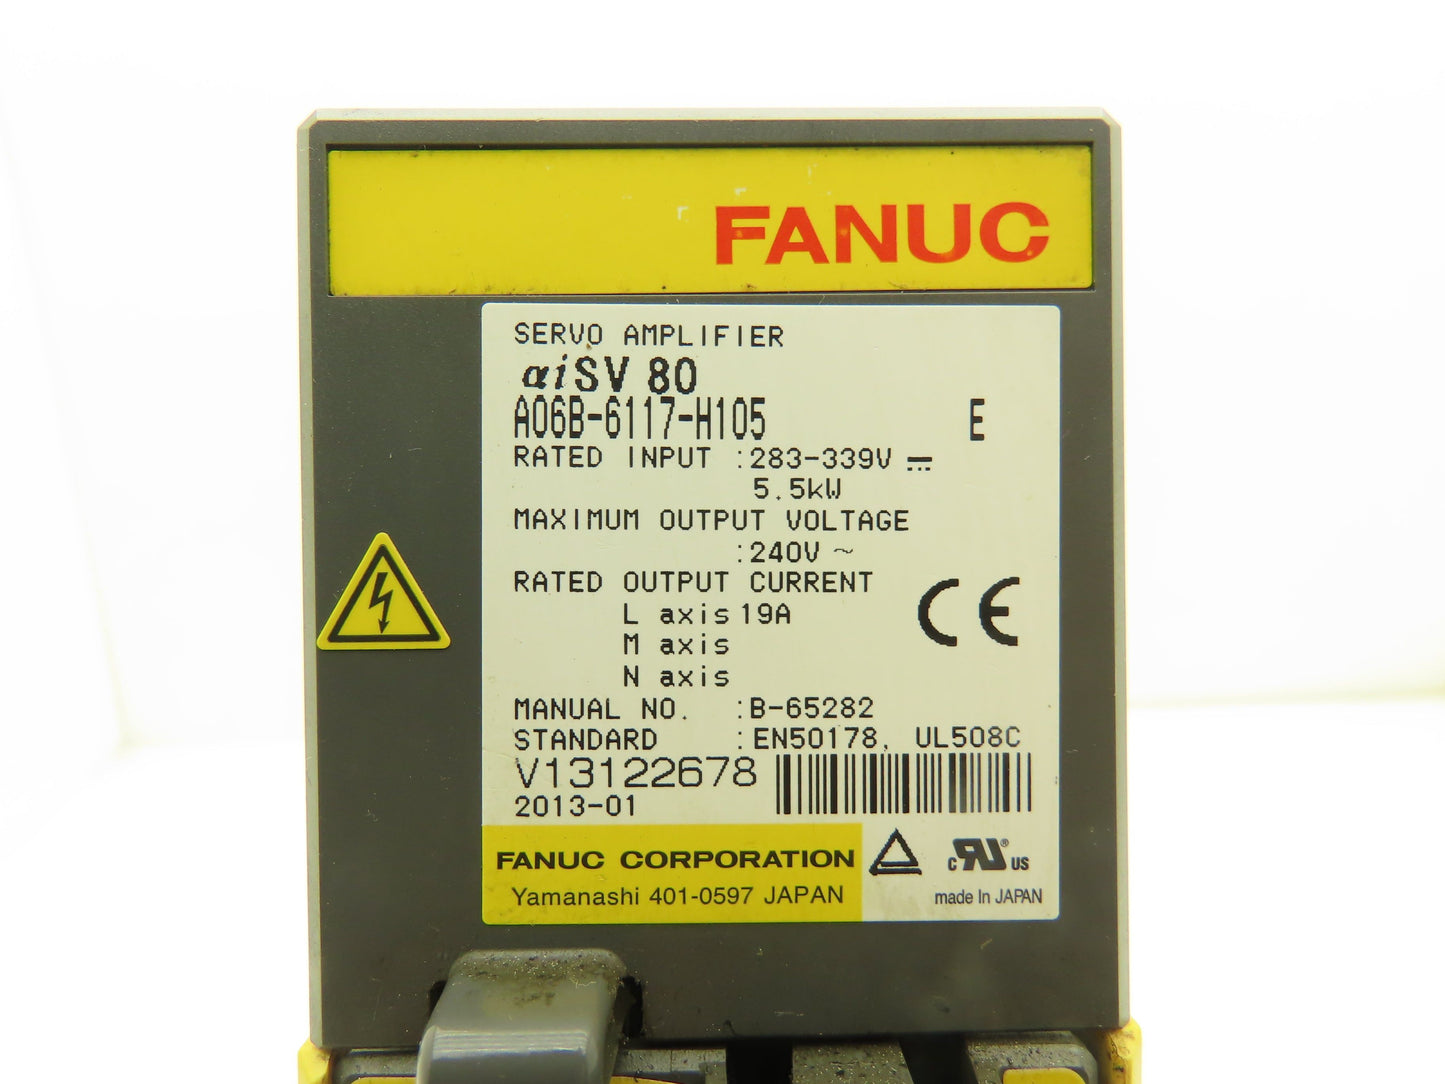 FANUC
SERVO AMPLIFIER
αiSV 80
A06B-6117-H105 E
RATED INPUT :283-339V ⎓
5.5kW
MAXIMUM OUTPUT VOLTAGE
:240V ~
RATED OUTPUT CURRENT
L axis 19A
M axis
N axis
MANUAL NO. :B-65282
STANDARD :EN50178, UL508C
CE
V13122678
2013-01
FANUC CORPORATION
Yamanashi 401-0597 JAPAN
c RU ® US
made In JAPAN